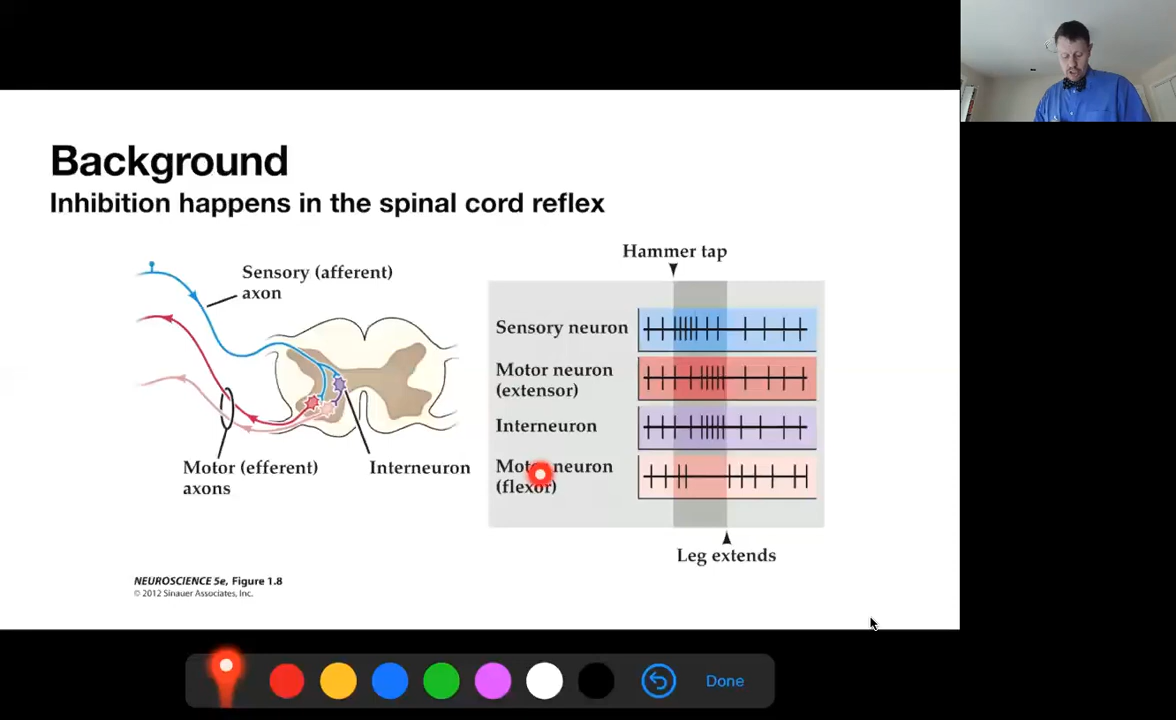 Background
Inhibition happens in the spinal cord reflex
Sensory (afferent)
axon
Motor (efferent)
axons
Interneuron
Hammer tap
Sensory neuron
Motor neuron
(extensor)
Interneuron
Motor neuron
(flexor)
Leg extends
NEUROSCIENCE 5e, Figure 1.8
© 2012 Sinauer Associates, Inc.
Done